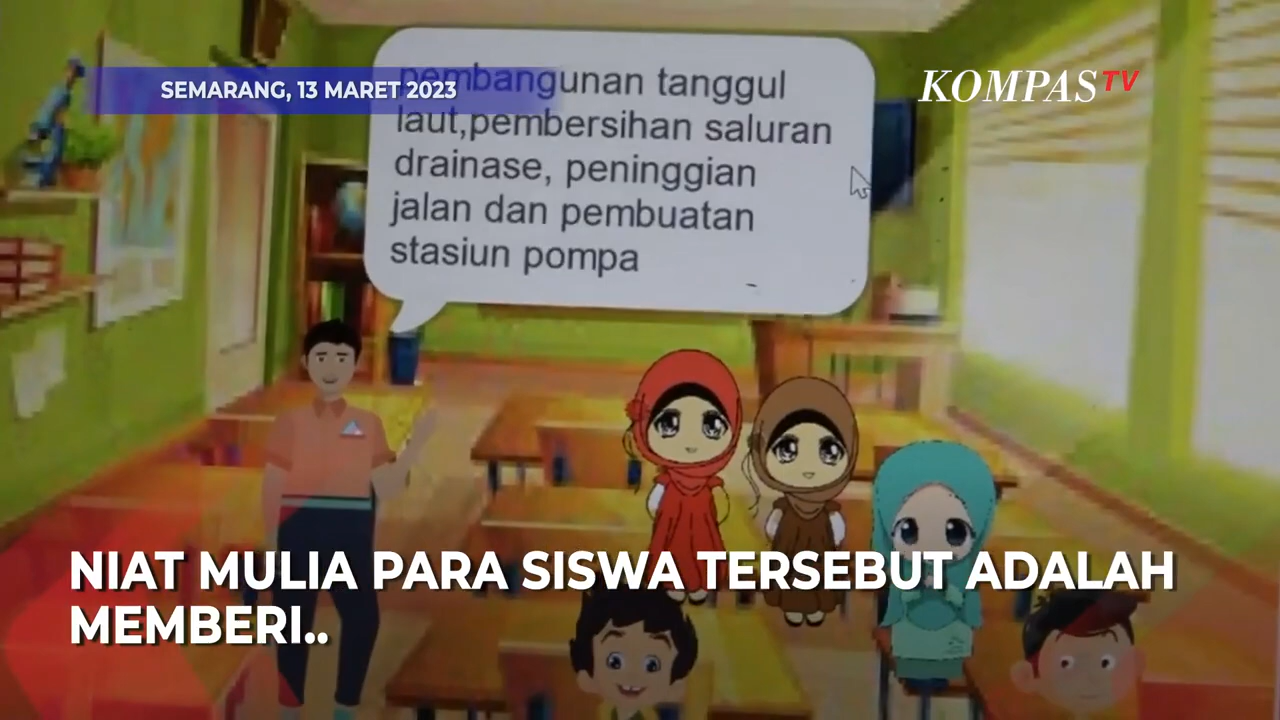 SEMARANG, 13 MARET 2023
KOMPASTV
pembangunan tanggul
laut,pembersihan saluran
drainase, peninggian
jalan dan pembuatan
stasiun pompa
NIAT MULIA PARA SISWA TERSEBUT ADALAH
MEMBERI..